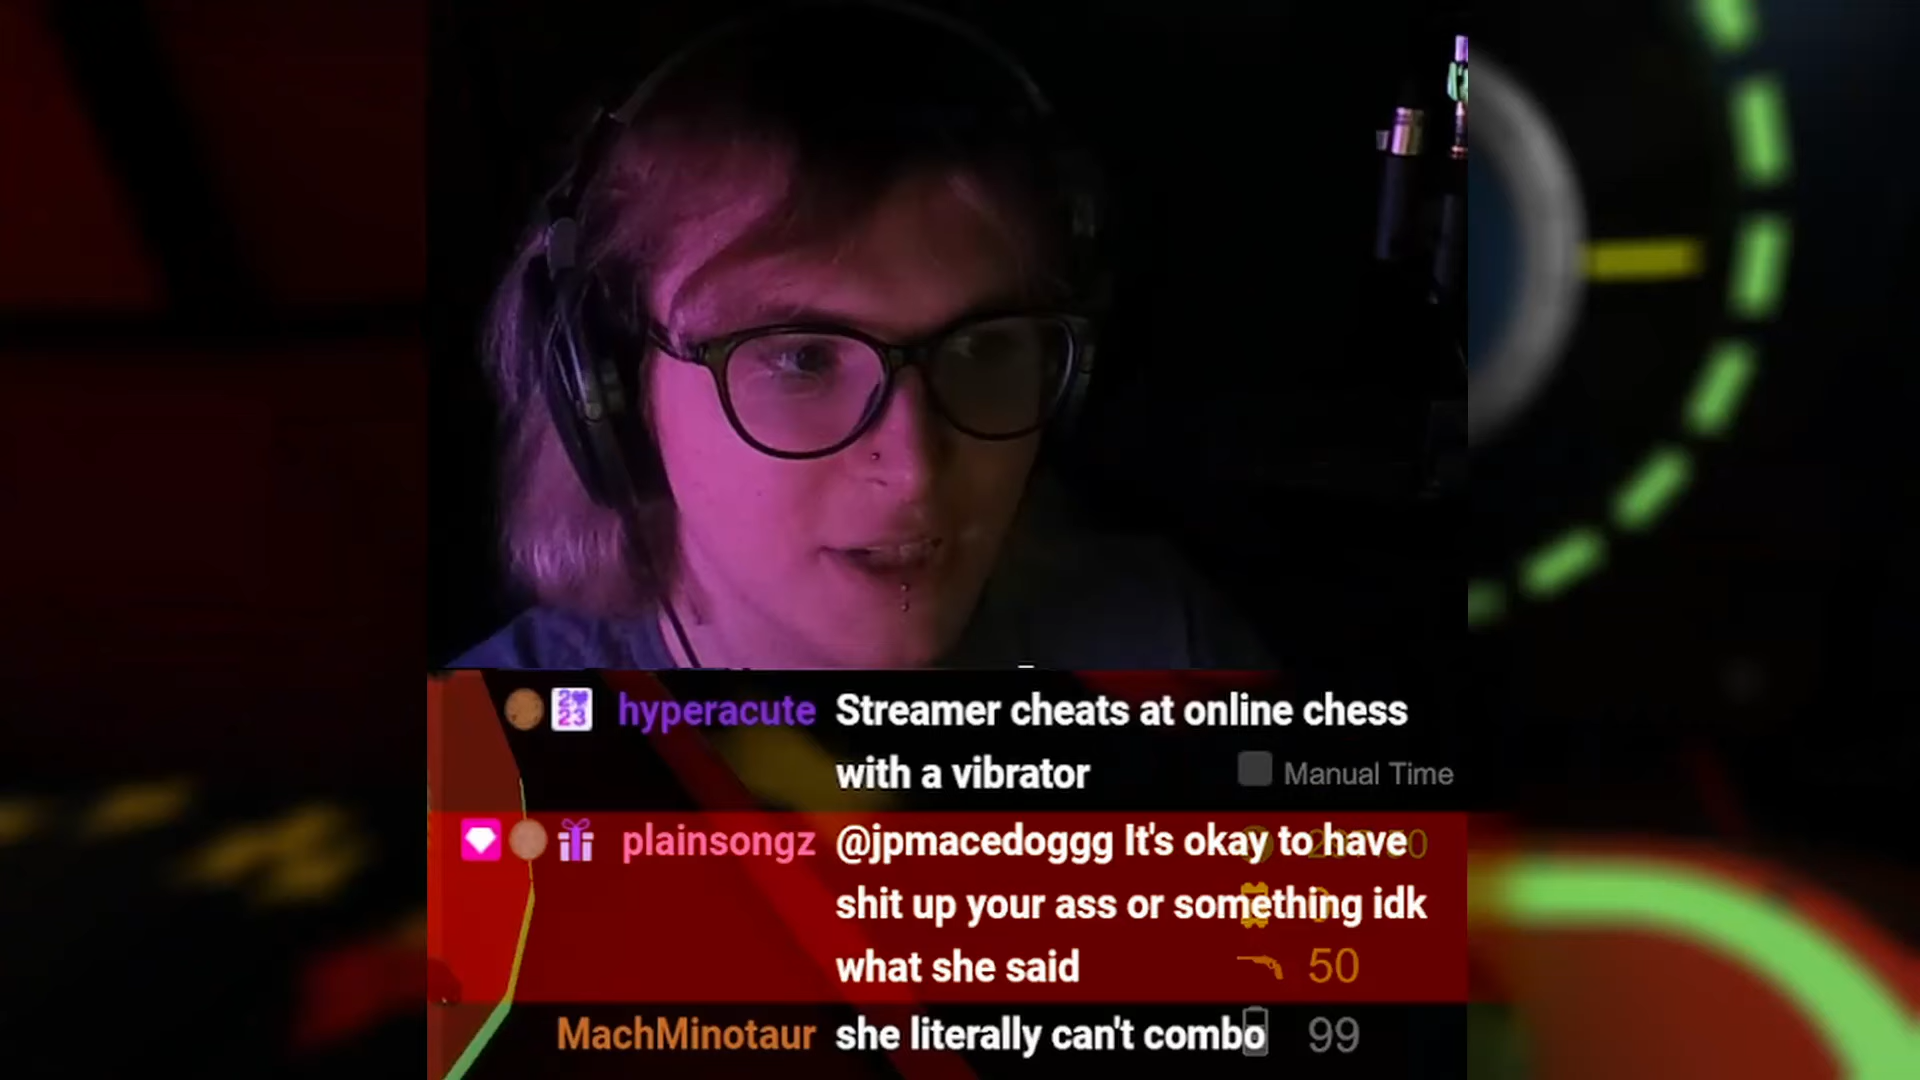 hyperacute Streamer cheats at online chess
with a vibrator
Manual Time
plainsongz @jpmacedoggg It's okay to have
shit up your ass or something idk
what she said
50
MachMinotaur she literally can't combo
99